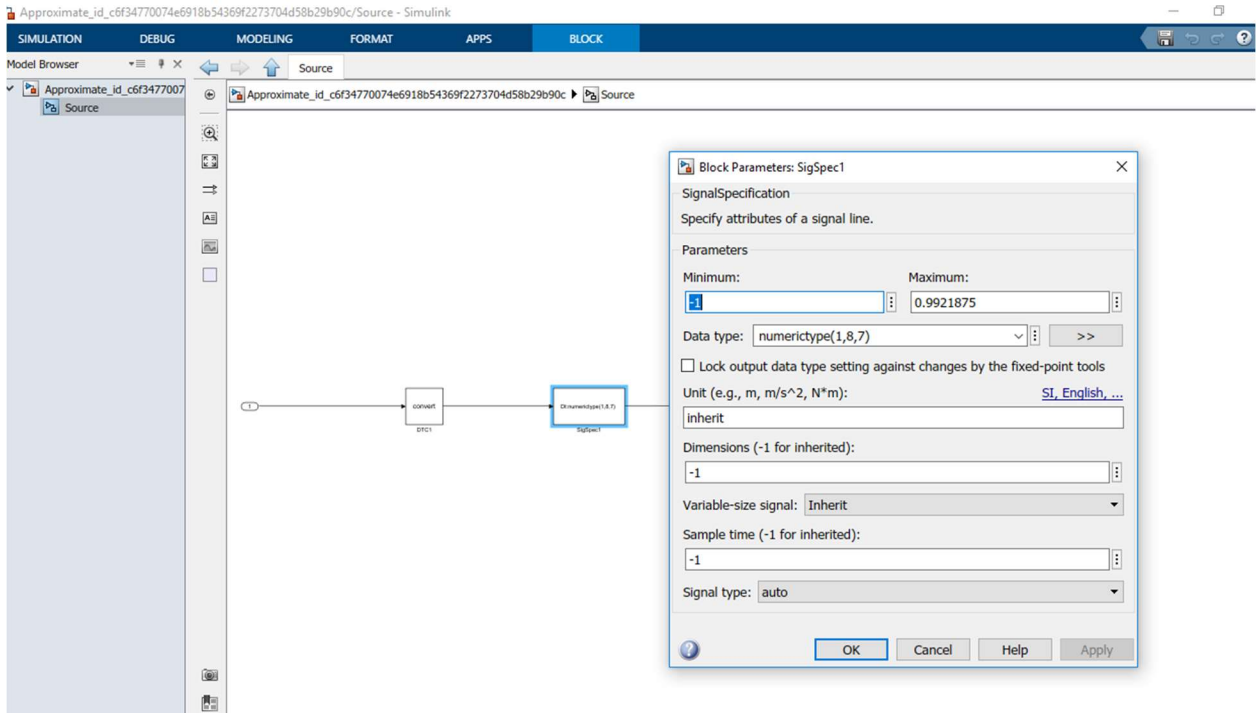 Approximate_id_c6f34770074e6918b54369f2273704d58b29b90c/Source - Simulink
SIMULATION DEBUG MODELING FORMAT APPS BLOCK
Model Browser
Source
Approximate_id_c6f3477007
Approximate_id_c6f34770074e6918b54369f2273704d58b29b90c Source
Source
Block Parameters: SigSpec1
SignalSpecification
Specify attributes of a signal line.
Parameters
Minimum: Maximum:
-1 0.9921875
Data type: numerictype(1,8,7) >>
Lock output data type setting against changes by the fixed-point tools
Unit (e.g., m, m/s^2, N*m): SI, English, ...
inherit
Dimensions (-1 for inherited):
-1
Variable-size signal: Inherit
Sample time (-1 for inherited):
-1
Signal type: auto
OK Cancel Help Apply
1
convert
DTC1
Dt:numerictype(1,8,7)
SigSpec1